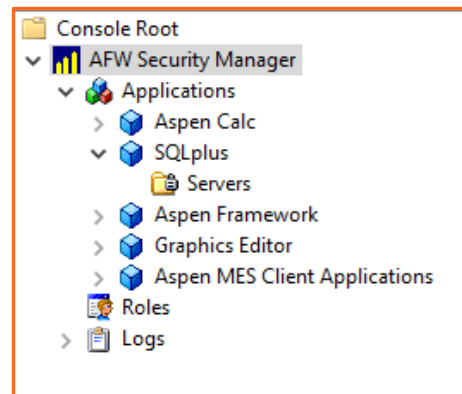 Console Root
AFW Security Manager
Applications
Aspen Calc
SQLplus
Servers
Aspen Framework
Graphics Editor
Aspen MES Client Applications
Roles
Logs